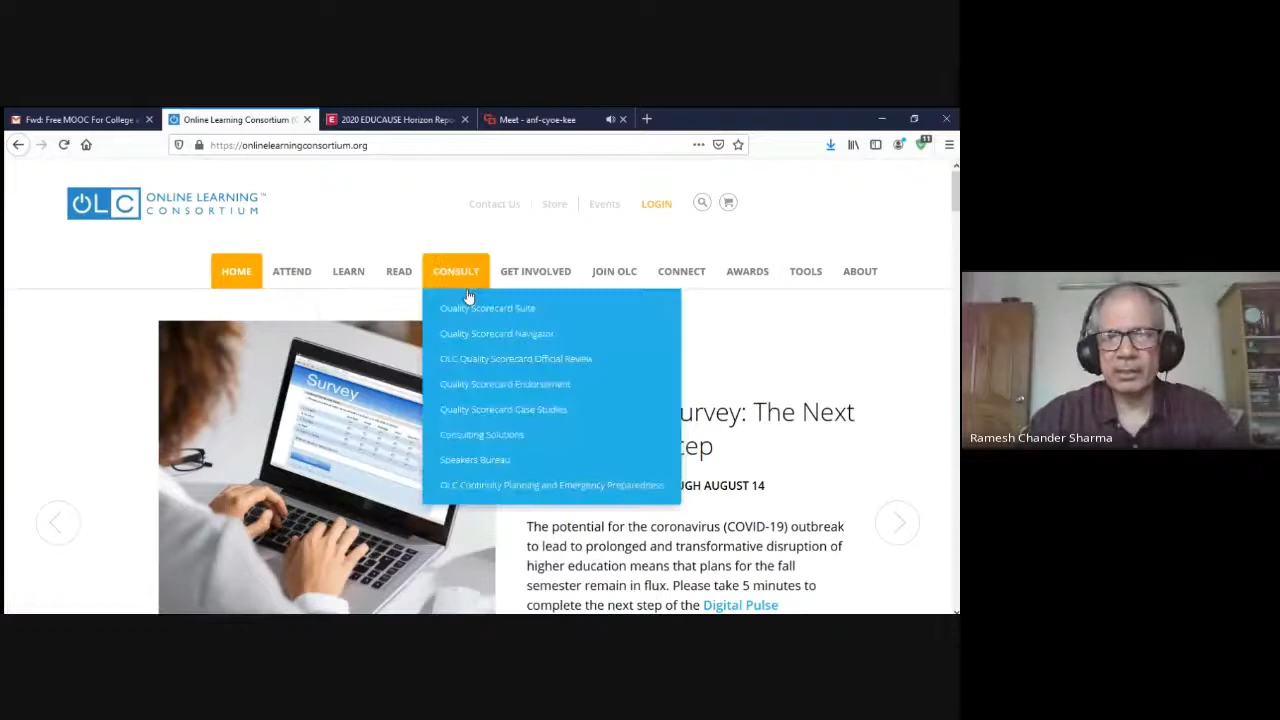 Fwd: Free MOOC For College
Online Learning Consortium (
2020 EDUCAUSE Horizon Repo
Meet - anf-cyoe-kee
https://onlinelearningconsortium.org
11
OLC ONLINE LEARNING CONSORTIUM™
Contact Us
Store
Events
LOGIN
HOME
ATTEND
LEARN
READ
CONSULT
GET INVOLVED
JOIN OLC
CONNECT
AWARDS
TOOLS
ABOUT
Quality Scorecard Suite
Quality Scorecard Navigator
OLC Quality Scorecard Official Review
Quality Scorecard Endorsement
Quality Scorecard Case Studies
Consulting Solutions
Speakers Bureau
OLC Continuity Planning and Emergency Preparedness
Survey
urvey: The Next
ep
UGH AUGUST 14
The potential for the coronavirus (COVID-19) outbreak
to lead to prolonged and transformative disruption of
higher education means that plans for the fall
semester remain in flux. Please take 5 minutes to
complete the next step of the Digital Pulse
Ramesh Chander Sharma